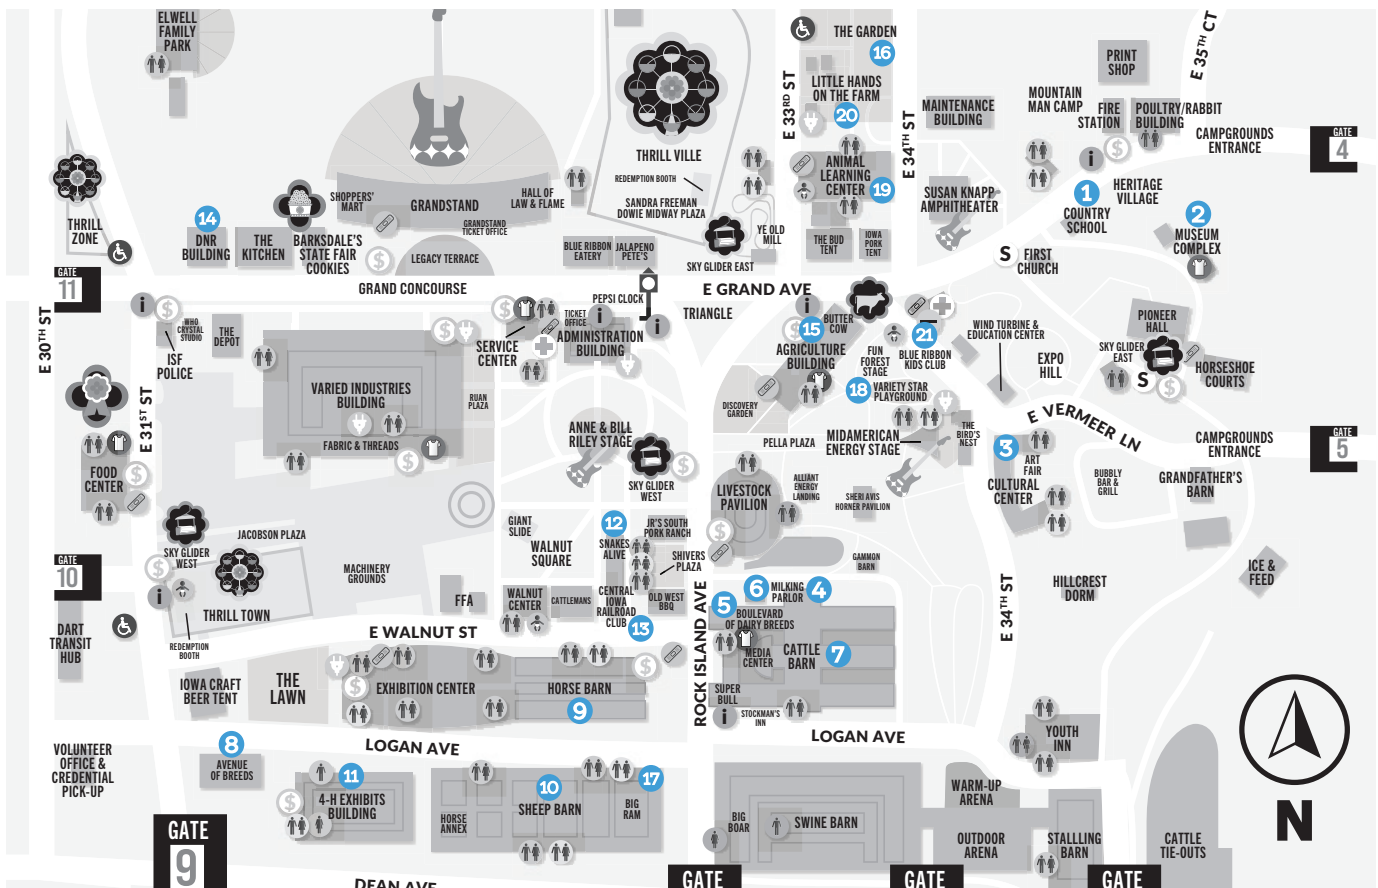 ELWELL
FAMILY
PARK
THRILL
ZONE
14
DNR
BUILDING
THE
KITCHEN
BARKSDALE'S
STATE FAIR
COOKIES
SHOPPERS'
MART
GRANDSTAND
GRANDSTAND
TICKET OFFICE
LEGACY TERRACE
HALL OF
LAW & FLAME
THRILL VILLE
REDEMPTION BOOTH
SANDRA FREEMAN
DOWIE MIDWAY PLAZA
YE OLD
MILL
SKY GLIDER EAST
BLUE RIBBON
EATERY
JALAPENO
PETE'S
E 33RD ST
THE GARDEN
16
LITTLE HANDS
ON THE FARM
20
ANIMAL
LEARNING
CENTER
19
THE BUD
TENT
IOWA
PORK
TENT
E 34TH ST
MAINTENANCE
BUILDING
SUSAN KNAPP
AMPHITHEATER
PRINT
SHOP
MOUNTAIN
MAN CAMP
FIRE
STATION
POULTRY/RABBIT
BUILDING
E 35TH CT
CAMPGROUNDS
ENTRANCE
GATE
4
1
COUNTRY
SCHOOL
HERITAGE
VILLAGE
2
MUSEUM
COMPLEX
S
FIRST
CHURCH
GATE
11
GRAND CONCOURSE
E GRAND AVE
E 30TH ST
ISF
POLICE
WHO
CRYSTAL
STUDIO
THE
DEPOT
VARIED INDUSTRIES
BUILDING
FABRIC & THREADS
RUAN
PLAZA
SERVICE
CENTER
TICKET
OFFICE
PEPSI CLOCK
ADMINISTRATION
BUILDING
TRIANGLE
15
BUTTER
COW
AGRICULTURE
BUILDING
DISCOVERY
GARDEN
FUN
FOREST
STAGE
21
BLUE RIBBON
KIDS CLUB
18
VARIETY STAR
PLAYGROUND
WIND TURBINE &
EDUCATION CENTER
EXPO
HILL
PIONEER
HALL
SKY GLIDER
EAST
S
HORSESHOE
COURTS
E VERMEER LN
CAMPGROUNDS
ENTRANCE
GATE
5
E 31ST ST
FOOD
CENTER
ANNE & BILL
RILEY STAGE
SKY GLIDER
WEST
PELLA PLAZA
MIDAMERICAN
ENERGY STAGE
THE
BIRD'S
NEST
3
ART
FAIR
CULTURAL
CENTER
BUBBLY
BAR &
GRILL
GRANDFATHER'S
BARN
LIVESTOCK
PAVILION
ALLIANT
ENERGY
LANDING
SHERI AVIS
HORNER PAVILION
GAMMON
BARN
SKY GLIDER
WEST
JACOBSON PLAZA
GIANT
SLIDE
WALNUT
SQUARE
12
SNAKES
ALIVE
JR'S SOUTH
PORK RANCH
SHIVERS
PLAZA
GATE
10
MACHINERY
GROUNDS
THRILL TOWN
REDEMPTION
BOOTH
FFA
WALNUT
CENTER
CATTLEMANS
CENTRAL
IOWA
RAILROAD
CLUB
13
OLD WEST
BBQ
ROCK ISLAND AVE
6
MILKING
PARLOR
4
5
BOULEVARD
OF DAIRY BREEDS
MEDIA
CENTER
CATTLE
BARN
7
SUPER
BULL
STOCKMAN'S
INN
E 34TH ST
HILLCREST
DORM
ICE &
FEED
DART
TRANSIT
HUB
E WALNUT ST
IOWA CRAFT
BEER TENT
THE
LAWN
EXHIBITION CENTER
HORSE BARN
9
LOGAN AVE
LOGAN AVE
YOUTH
INN
N
VOLUNTEER
OFFICE &
CREDENTIAL
PICK-UP
8
AVENUE
OF BREEDS
11
4-H EXHIBITS
BUILDING
HORSE
ANNEX
10
SHEEP BARN
17
BIG
RAM
BIG
BOAR
SWINE BARN
WARM-UP
ARENA
OUTDOOR
ARENA
STALLLING
BARN
CATTLE
TIE-OUTS
GATE
9
DEAN AVE
GATE
GATE
GATE